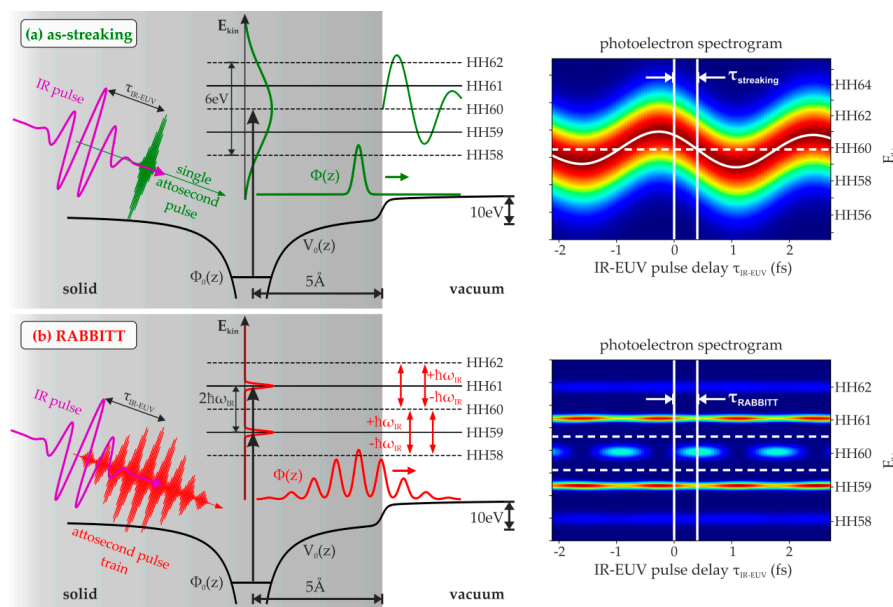 (a) as-streaking
E_kin
HH62
HH61
HH60
HH59
HH58
IR pulse
τ_IR-EUV
6eV
single
attosecond
pulse
Φ(z)
V₀(z)
10eV
Φ₀(z)
5Å
solid
vacuum
photoelectron spectrogram
τ_streaking
HH64
HH62
HH60
HH58
HH56
-2
-1
0
1
2
IR-EUV pulse delay τ_IR-EUV (fs)
(b) RABBITT
E_kin
HH62
HH61
HH60
HH59
HH58
IR pulse
τ_IR-EUV
2ħω_IR
+ħω_IR
-ħω_IR
+ħω_IR
-ħω_IR
Φ(z)
attosecond pulse
train
V₀(z)
10eV
Φ₀(z)
5Å
solid
vacuum
photoelectron spectrogram
τ_RABBITT
HH62
HH61
HH60
HH59
HH58
-2
-1
0
1
2
IR-EUV pulse delay τ_IR-EUV (fs)